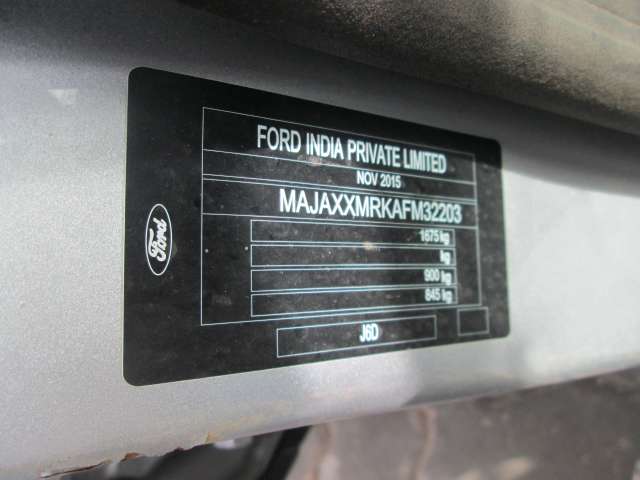 FORD INDIA PRIVATE LIMITED
NOV 2015
MAJAXXMRKAFM32203
1675 kg
kg
900 kg
845 kg
Ford
J6D